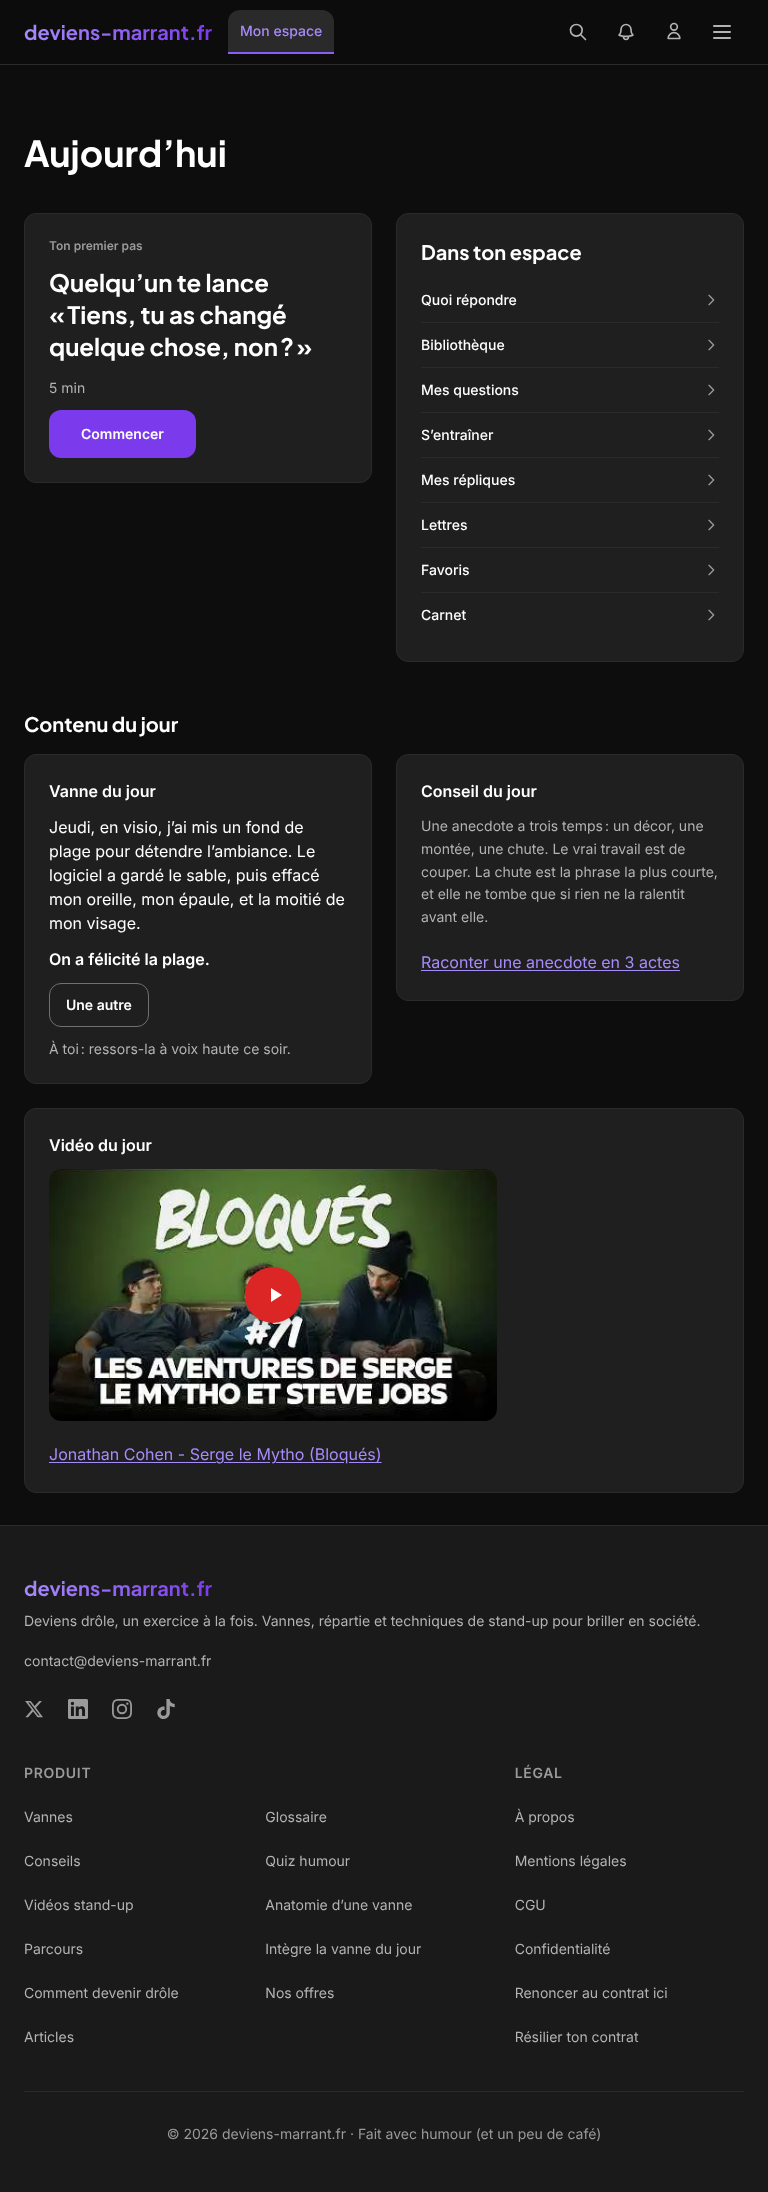 deviens-marrant.fr
Mon espace
Aujourd’hui
Ton premier pas
Quelqu’un te lance
« Tiens, tu as changé
quelque chose, non ? »
5 min
Commencer
Dans ton espace
Quoi répondre
Bibliothèque
Mes questions
S’entraîner
Mes répliques
Lettres
Favoris
Carnet
Contenu du jour
Vanne du jour
Jeudi, en visio, j’ai mis un fond de
plage pour détendre l’ambiance. Le
logiciel a gardé le sable, puis effacé
mon oreille, mon épaule, et la moitié de
mon visage.
On a félicité la plage.
Une autre
À toi : ressors-la à voix haute ce soir.
Conseil du jour
Une anecdote a trois temps : un décor, une
montée, une chute. Le vrai travail est de
couper. La chute est la phrase la plus courte,
et elle ne tombe que si rien ne la ralentit
avant elle.
Raconter une anecdote en 3 actes
Vidéo du jour
BLOQUÉS
#71
LES AVENTURES DE SERGE
LE MYTHO ET STEVE JOBS
Jonathan Cohen - Serge le Mytho (Bloqués)
deviens-marrant.fr
Deviens drôle, un exercice à la fois. Vannes, répartie et techniques de stand-up pour briller en société.
contact@deviens-marrant.fr
PRODUIT
Vannes
Conseils
Vidéos stand-up
Parcours
Comment devenir drôle
Articles
Glossaire
Quiz humour
Anatomie d’une vanne
Intègre la vanne du jour
Nos offres
LÉGAL
À propos
Mentions légales
CGU
Confidentialité
Renoncer au contrat ici
Résilier ton contrat
© 2026 deviens-marrant.fr · Fait avec humour (et un peu de café)